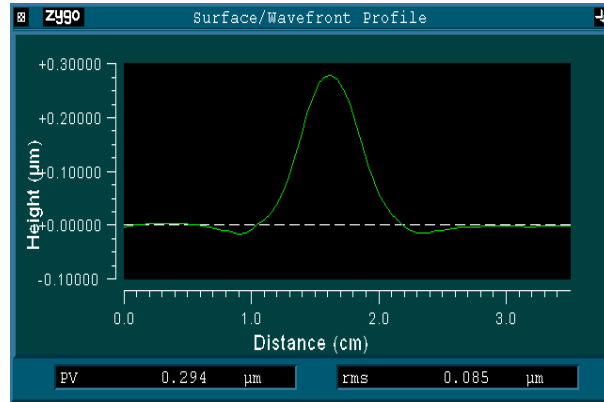 zygo Surface/Wavefront Profile
+0.30000
+0.20000
+0.10000
+0.00000
-0.10000
Height (µm)
0.0 1.0 2.0 3.0
Distance (cm)
PV 0.294 µm rms 0.085 µm